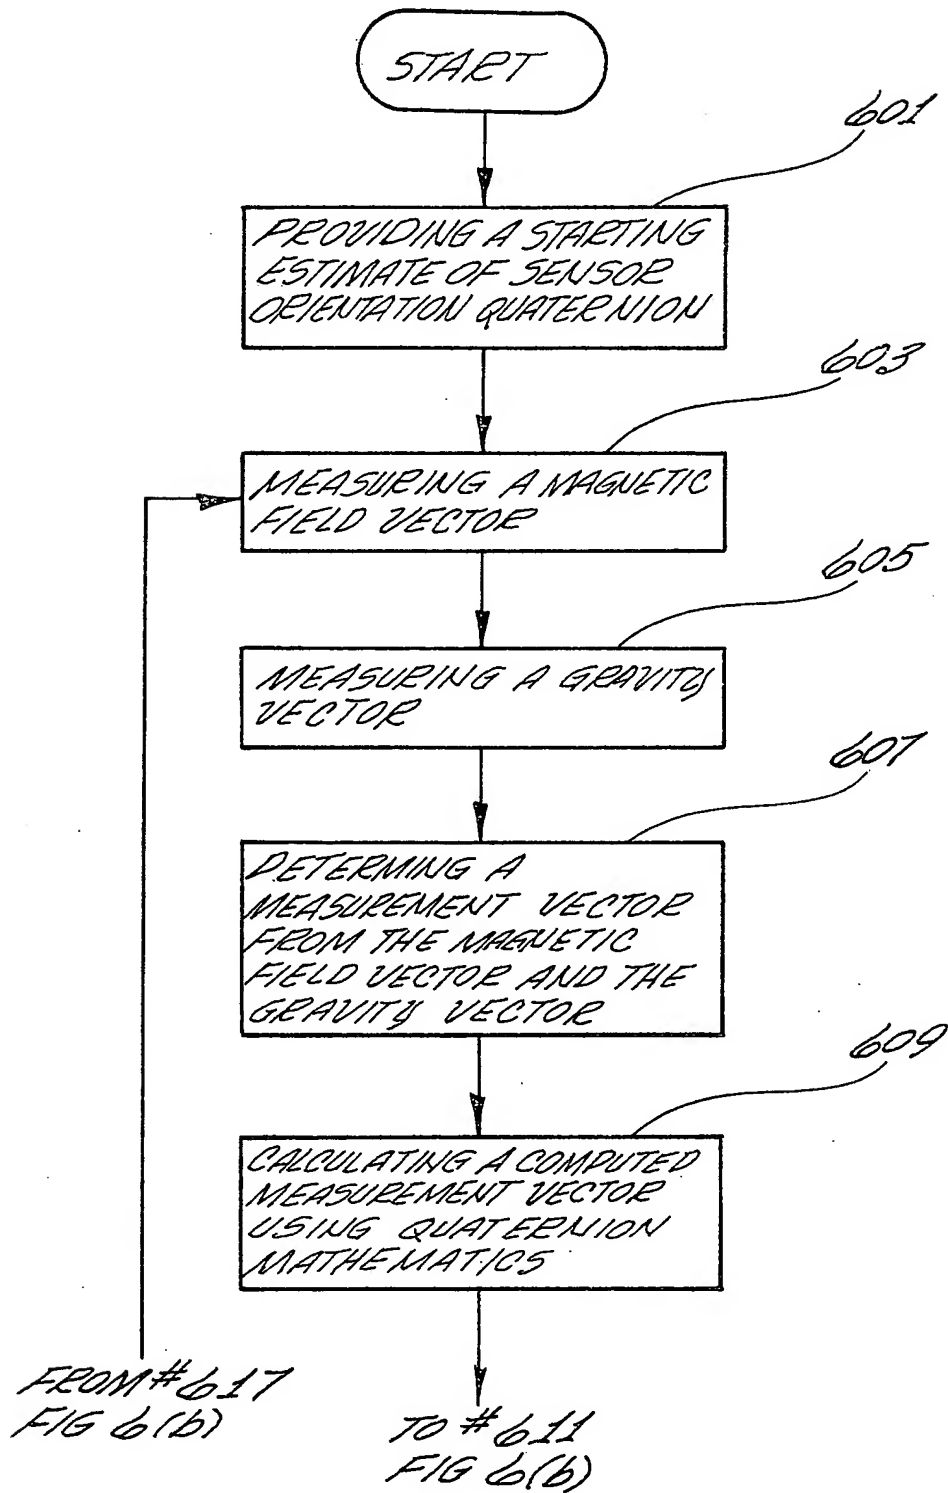 START
601
PROVIDING A STARTING
ESTIMATE OF SENSOR
ORIENTATION QUATERNION
603
MEASURING A MAGNETIC
FIELD VECTOR
605
MEASURING A GRAVITY
VECTOR
607
DETERMING A
MEASUREMENT VECTOR
FROM THE MAGNETIC
FIELD VECTOR AND THE
GRAVITY VECTOR
609
CALCULATING A COMPUTED
MEASUREMENT VECTOR
USING QUATERNION
MATHEMATICS
FROM #617
FIG 6(b)
TO #611
FIG 6(b)